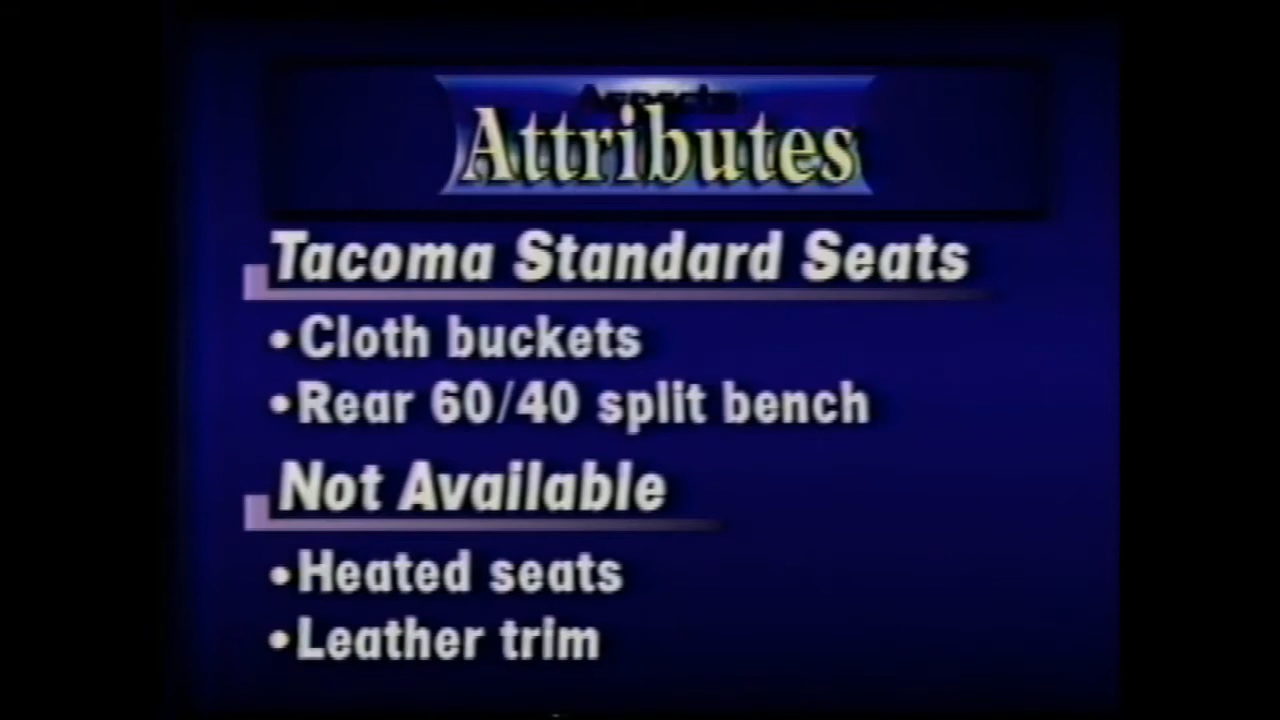 Attributes
Tacoma Standard Seats
•Cloth buckets
•Rear 60/40 split bench
Not Available
•Heated seats
•Leather trim